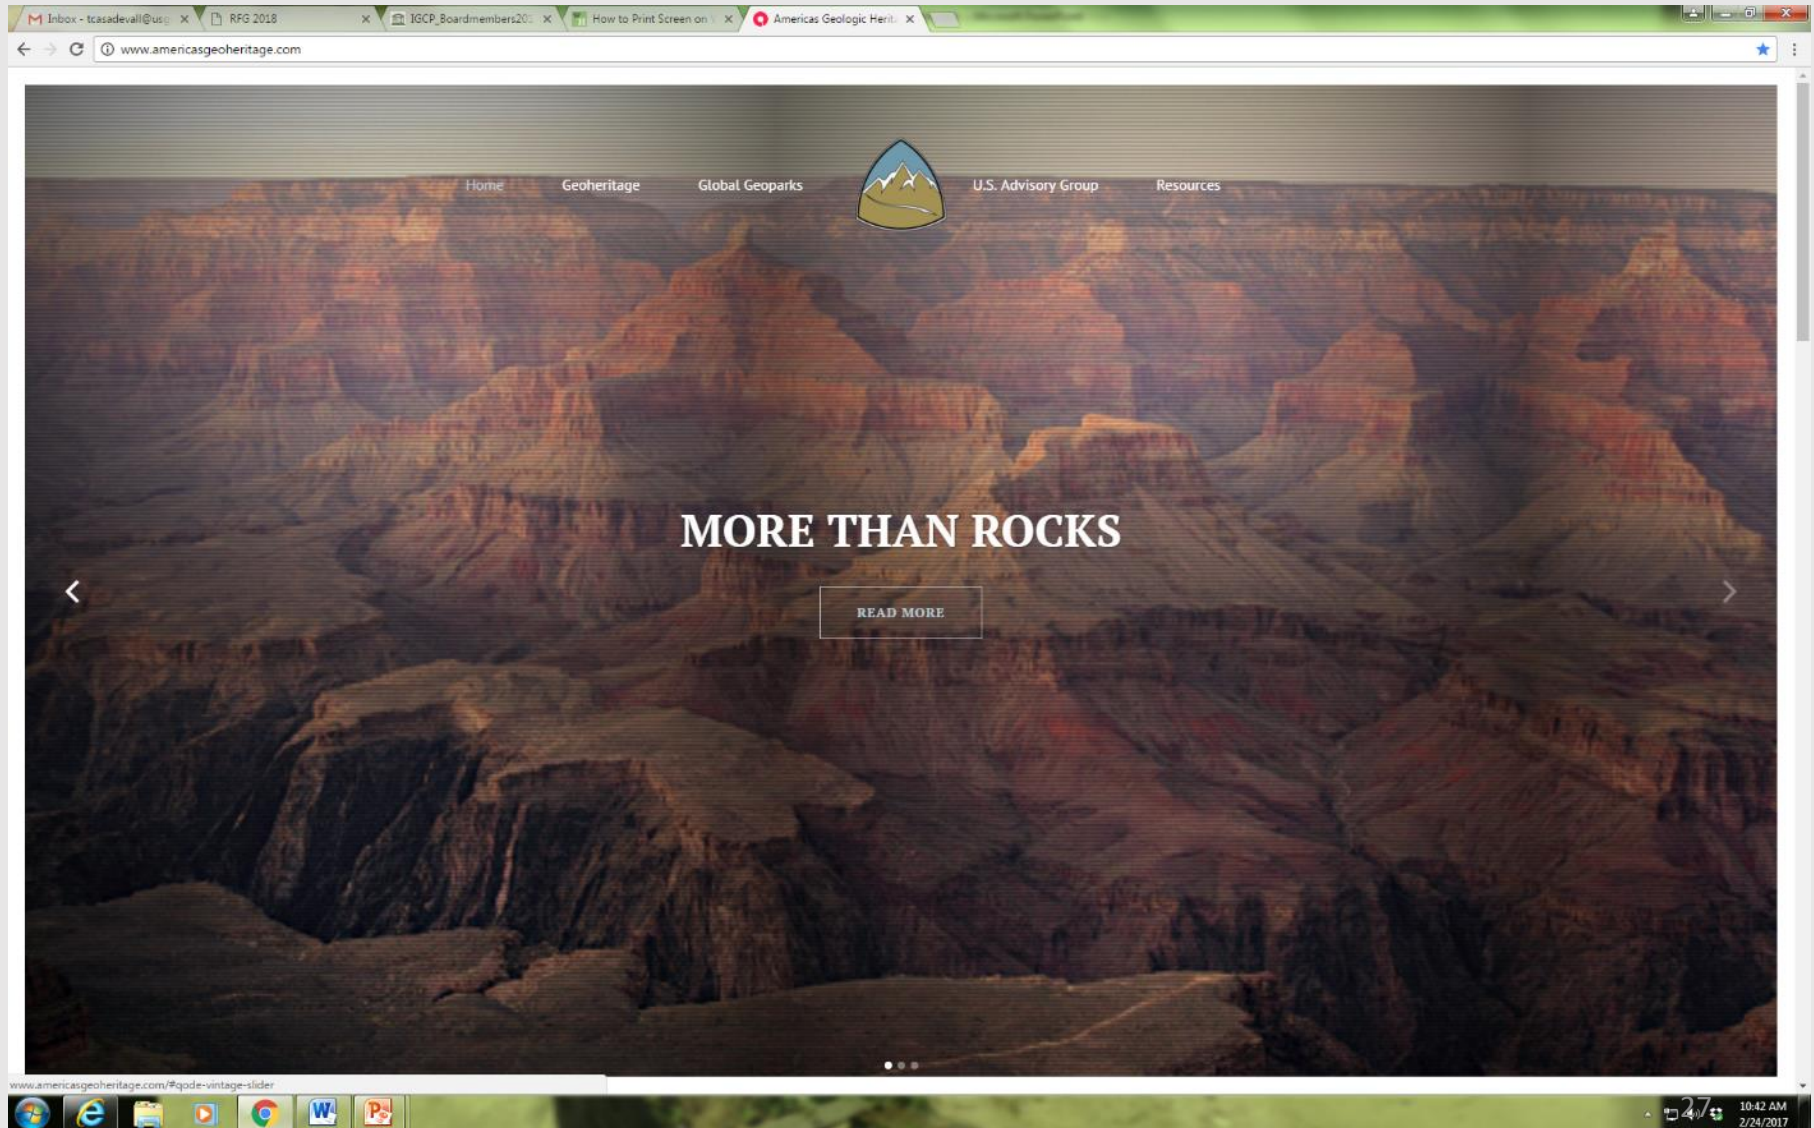 Inbox - tcasadevall@usg
RFG 2018
IGCP_Boardmembers20
How to Print Screen on
Americas Geologic Herit
www.americasgeoheritage.com
Home
Geoheritage
Global Geoparks
U.S. Advisory Group
Resources
MORE THAN ROCKS
READ MORE
www.americasgeoheritage.com/#qode-vintage-slider
27
10:42 AM
2/24/2017